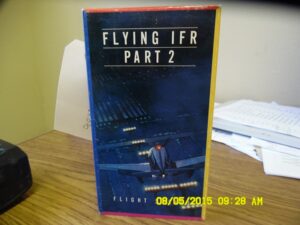 FLYING IFR
PART 2
FLIGHT
08/05/2015 09:28 AM